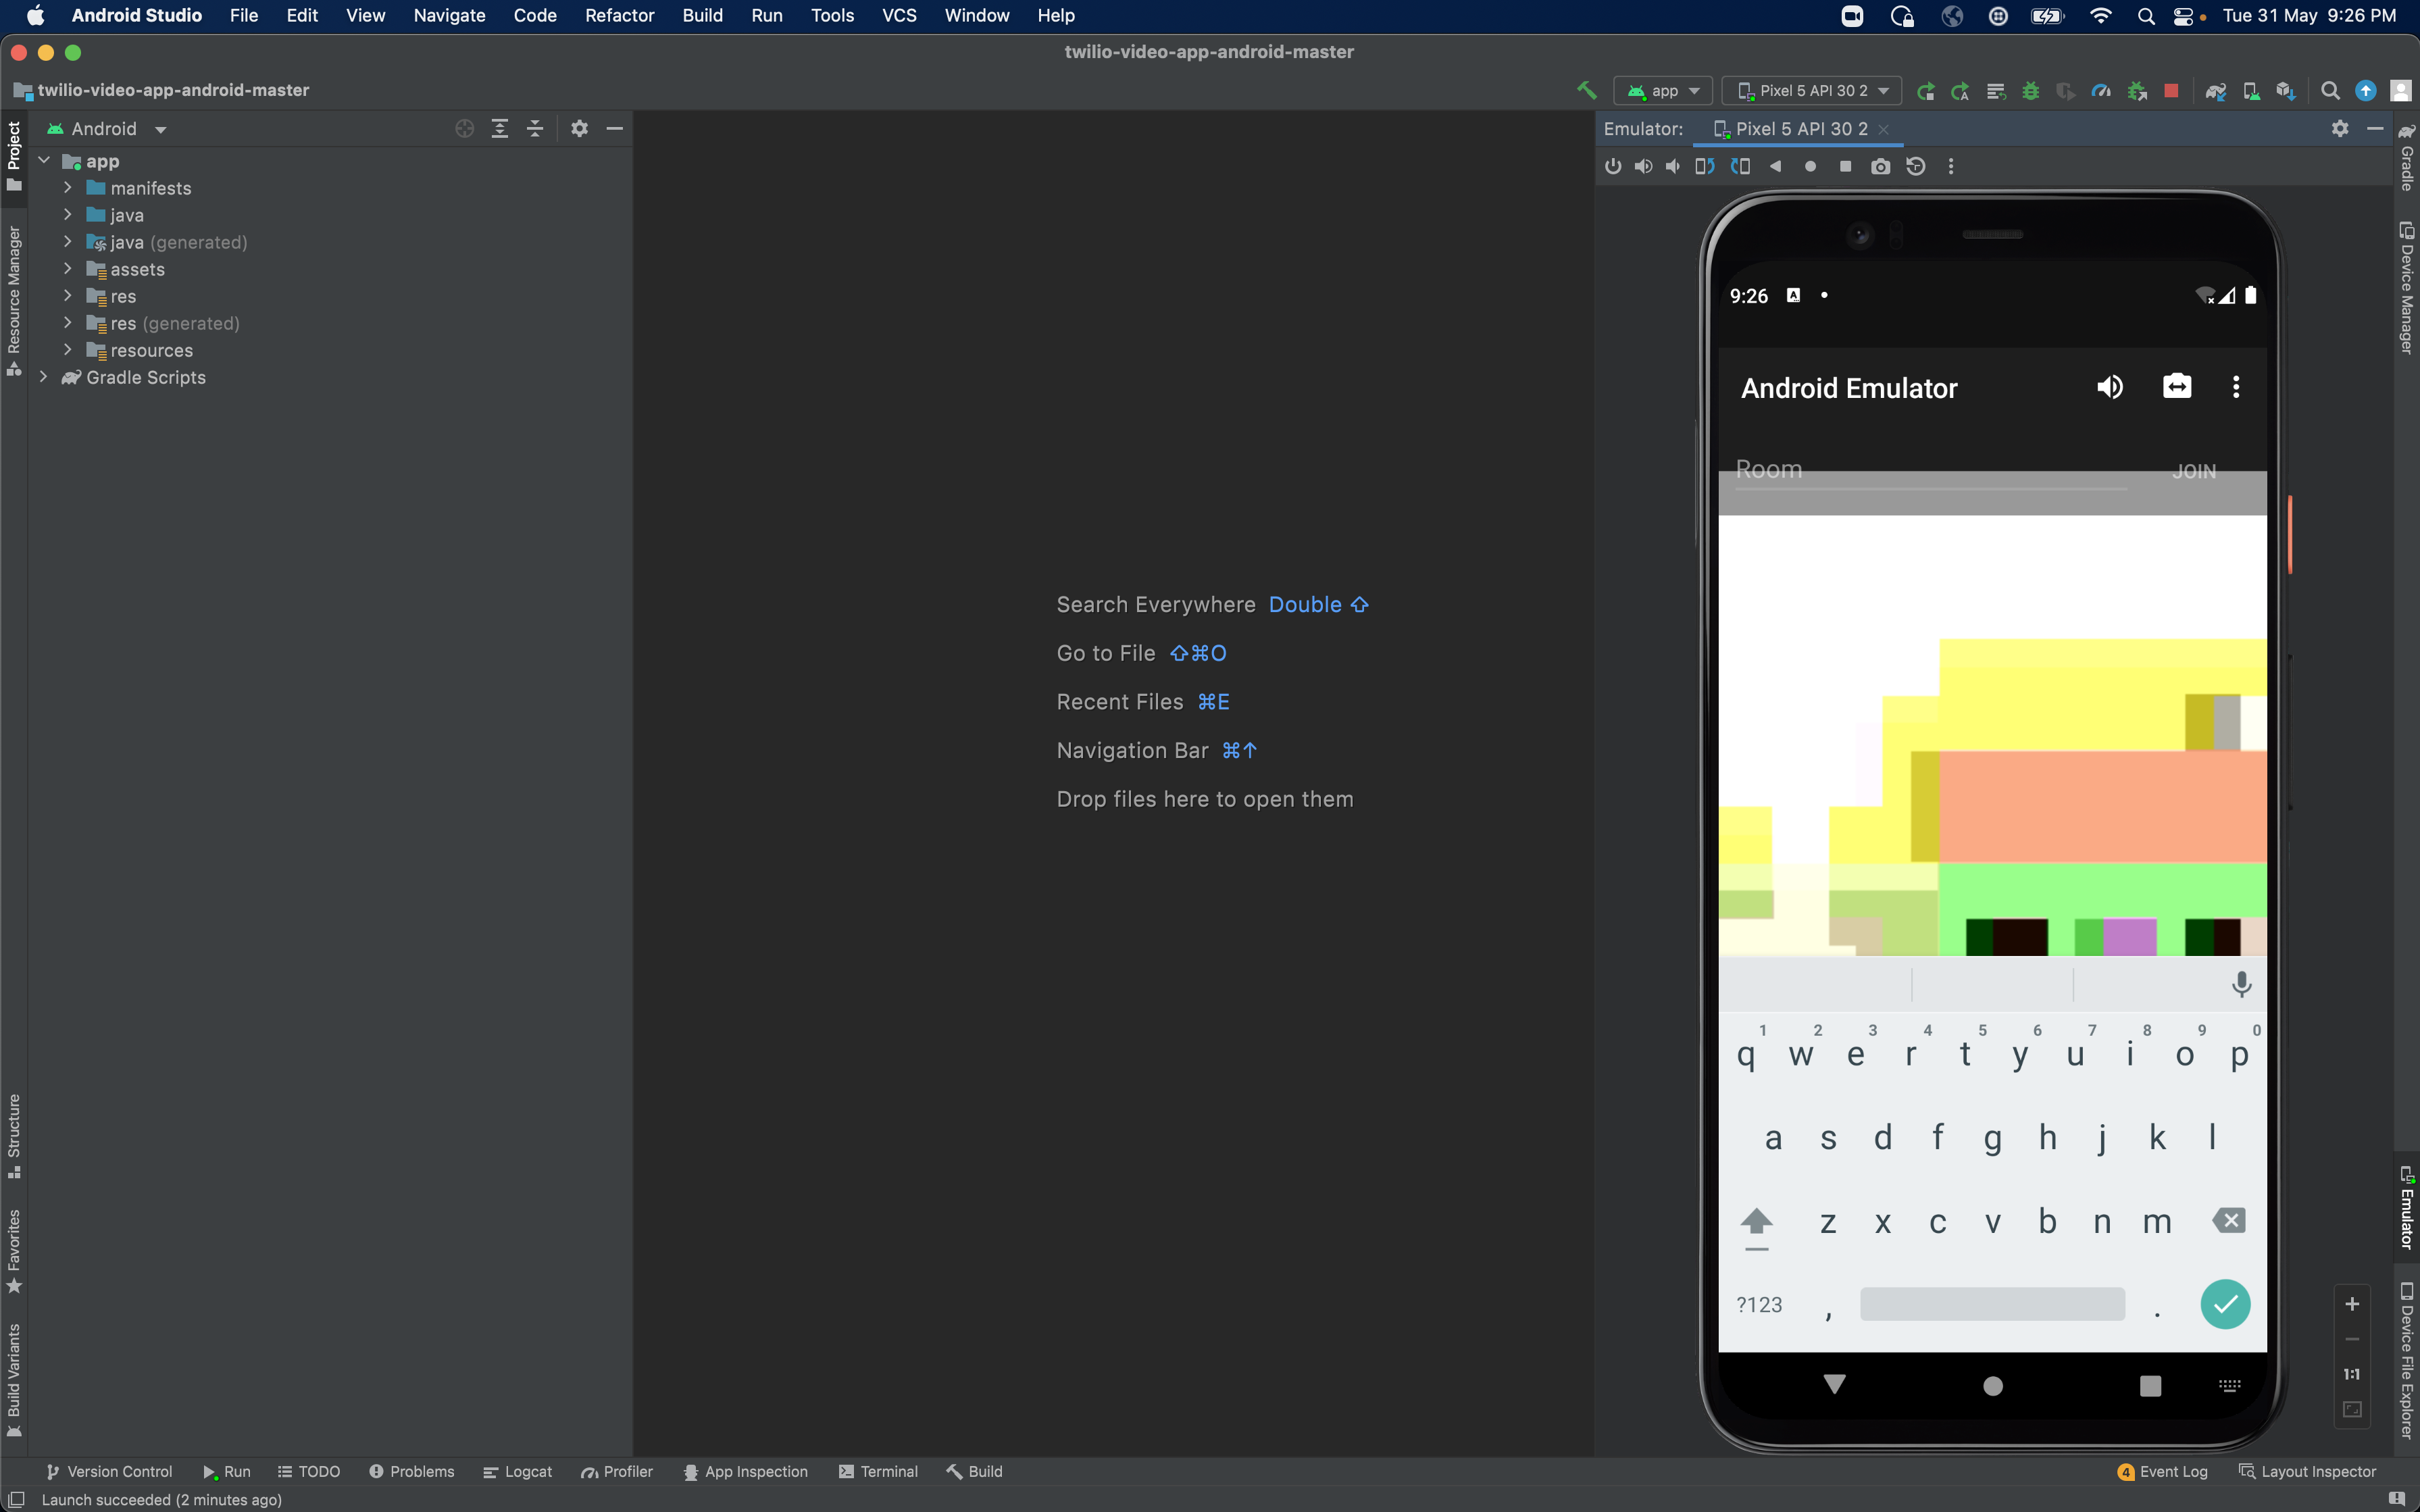 Android Studio File Edit View Navigate Code Refactor Build Run Tools VCS Window Help Tue 31 May 9:26 PM
twilio-video-app-android-master
twilio-video-app-android-master app Pixel 5 API 30 2
Project
Resource Manager
Structure
Favorites
Build Variants
Android
app
manifests
java
java (generated)
assets
res
res (generated)
resources
Gradle Scripts
Search Everywhere Double ⇧
Go to File ⇧⌘O
Recent Files ⌘E
Navigation Bar ⌘↑
Drop files here to open them
Emulator: Pixel 5 API 30 2
9:26 A
Android Emulator
Room JOIN
1 2 3 4 5 6 7 8 9 0
q w e r t y u i o p
a s d f g h j k l
z x c v b n m
?123 , .
1:1
Gradle
Device Manager
Emulator
Device File Explorer
Version Control Run TODO Problems Logcat Profiler App Inspection Terminal Build 4 Event Log Layout Inspector
Launch succeeded (2 minutes ago)